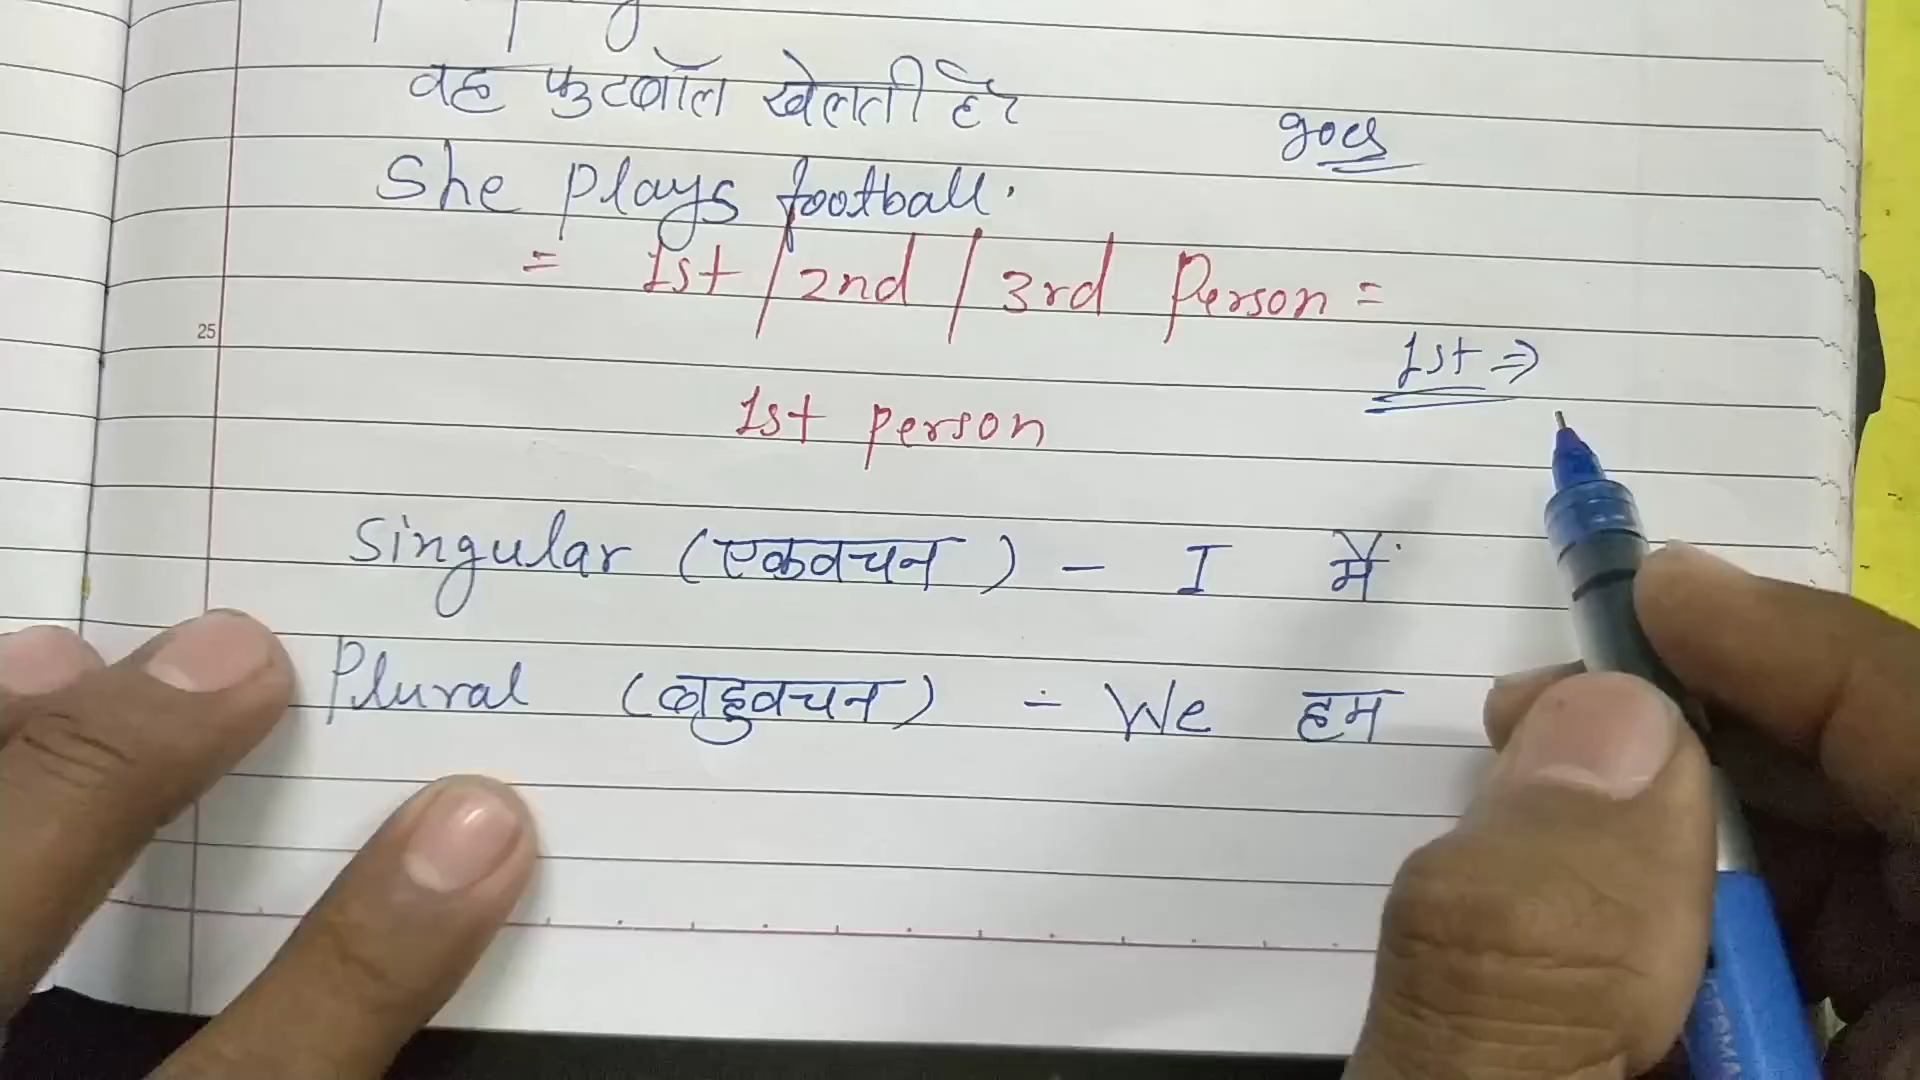 वह फुटबॉल खेलती है।
goes
She plays football.
= 1st / 2nd / 3rd Person =
25
1st ⇒
1st person
Singular (एकवचन) - I मैं
Plural (बहुवचन) ÷ We हम